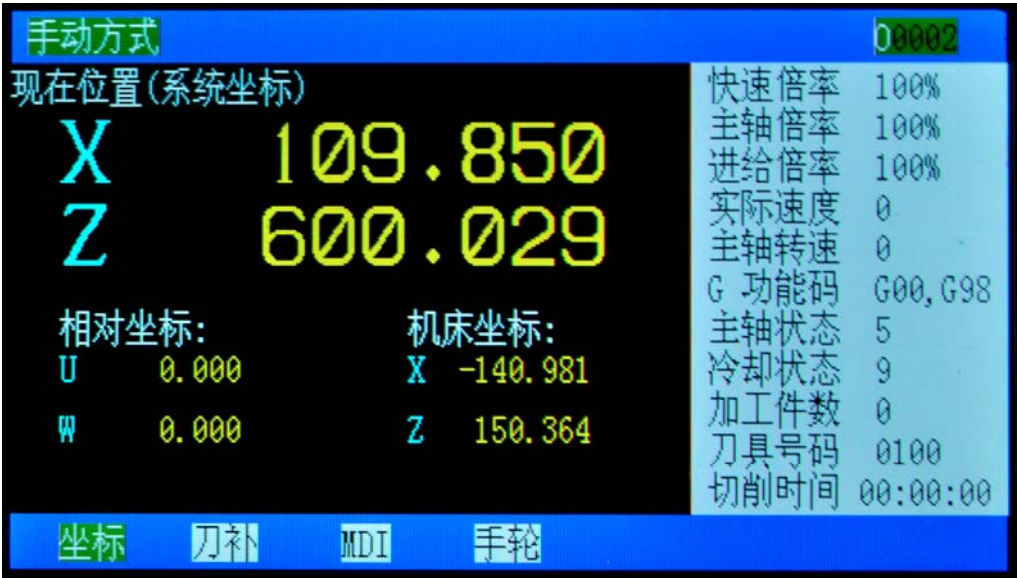 手动方式 O0002
现在位置(系统坐标)
X 109.850
Z 600.029
相对坐标: 机床坐标:
U 0.000 X -140.981
W 0.000 Z 150.364
快速倍率 100%
主轴倍率 100%
进给倍率 100%
实际速度 0
主轴转速 0
G 功能码 G00,G98
主轴状态 5
冷却状态 9
加工件数 0
刀具号码 0100
切削时间 00:00:00
坐标 刀补 MDI 手轮